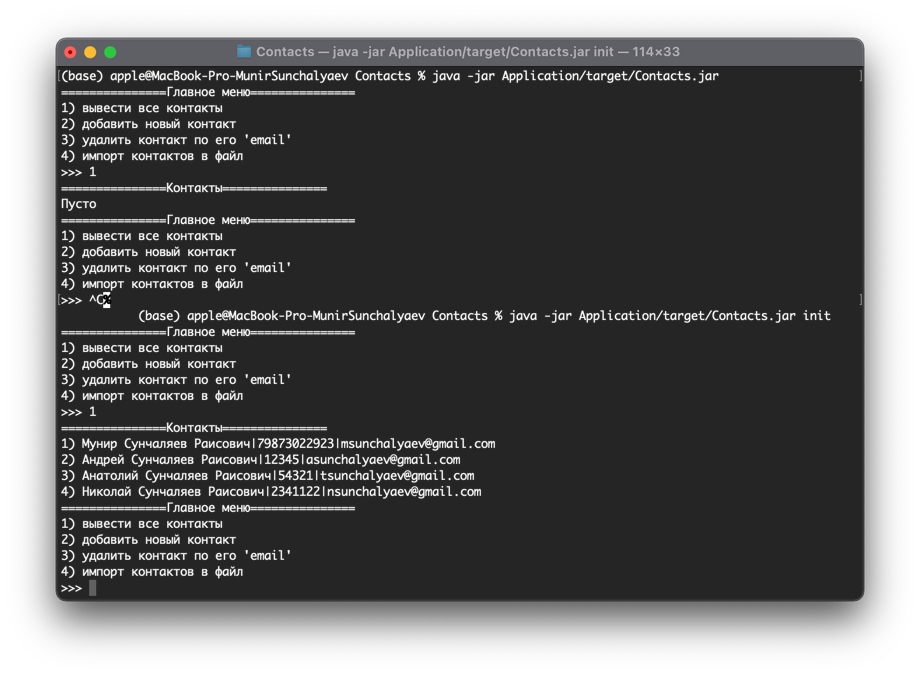 Contacts — java -jar Application/target/Contacts.jar init — 114×33
(base) apple@MacBook-Pro-MunirSunchalyaev Contacts % java -jar Application/target/Contacts.jar
===============Главное меню===============
1) вывести все контакты
2) добавить новый контакт
3) удалить контакт по его 'email'
4) импорт контактов в файл
>>> 1
===============Контакты===============
Пусто
===============Главное меню===============
1) вывести все контакты
2) добавить новый контакт
3) удалить контакт по его 'email'
4) импорт контактов в файл
>>> ^C%
(base) apple@MacBook-Pro-MunirSunchalyaev Contacts % java -jar Application/target/Contacts.jar init
===============Главное меню===============
1) вывести все контакты
2) добавить новый контакт
3) удалить контакт по его 'email'
4) импорт контактов в файл
>>> 1
===============Контакты===============
1) Мунир Сунчаляев Раисович|79873022923|msunchalyaev@gmail.com
2) Андрей Сунчаляев Раисович|12345|asunchalyaev@gmail.com
3) Анатолий Сунчаляев Раисович|54321|tsunchalyaev@gmail.com
4) Николай Сунчаляев Раисович|2341122|nsunchalyaev@gmail.com
===============Главное меню===============
1) вывести все контакты
2) добавить новый контакт
3) удалить контакт по его 'email'
4) импорт контактов в файл
>>>